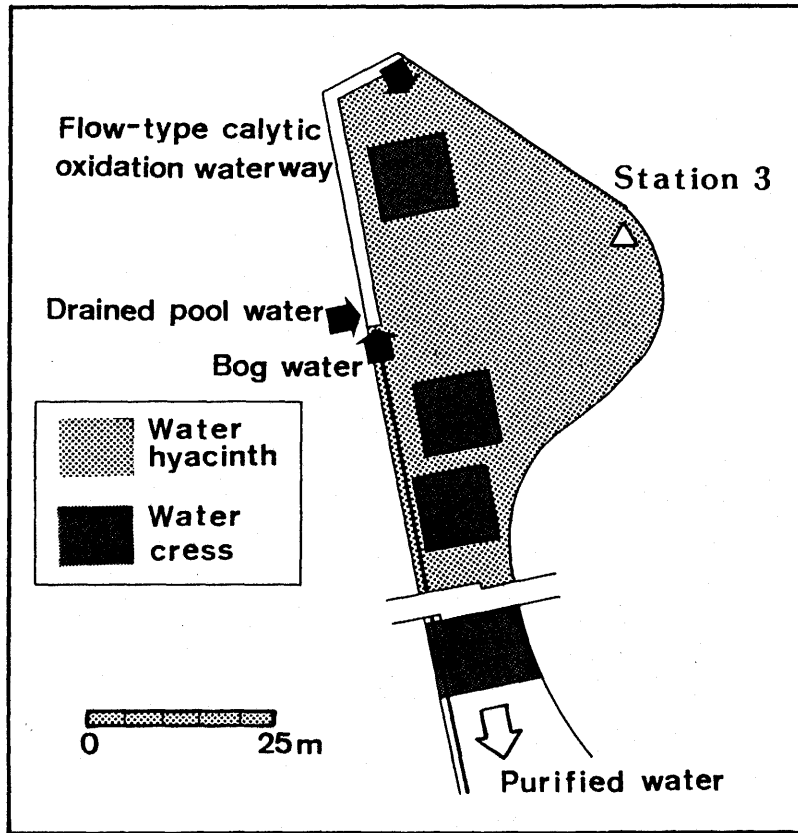 Flow-type calytic
oxidation waterway
Station 3
Drained pool water
Bog water
Water
hyacinth
Water
cress
0 25m
Purified water